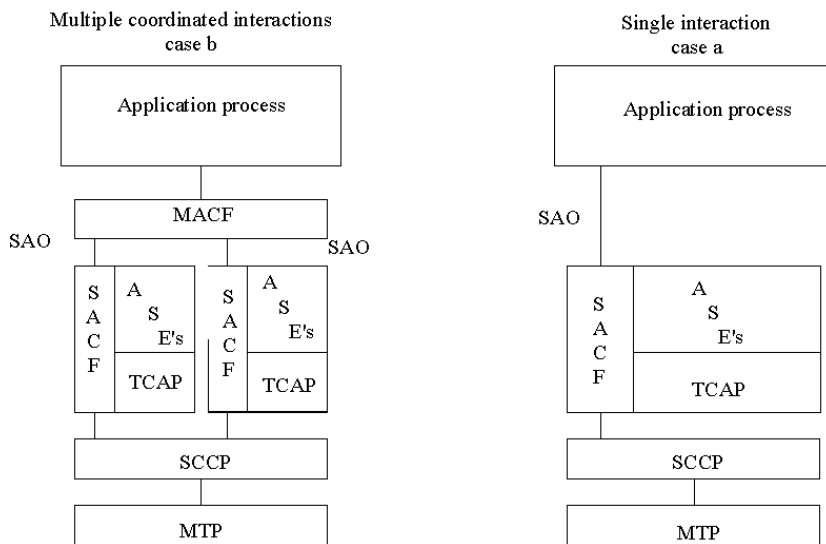 Multiple coordinated interactions
case b
Application process
MACF
SAO
SAO
S
A
C
F
A
S
E's
TCAP
S
A
C
F
A
S
E's
TCAP
SCCP
MTP
Single interaction
case a
Application process
SAO
S
A
C
F
A
S
E's
TCAP
SCCP
MTP